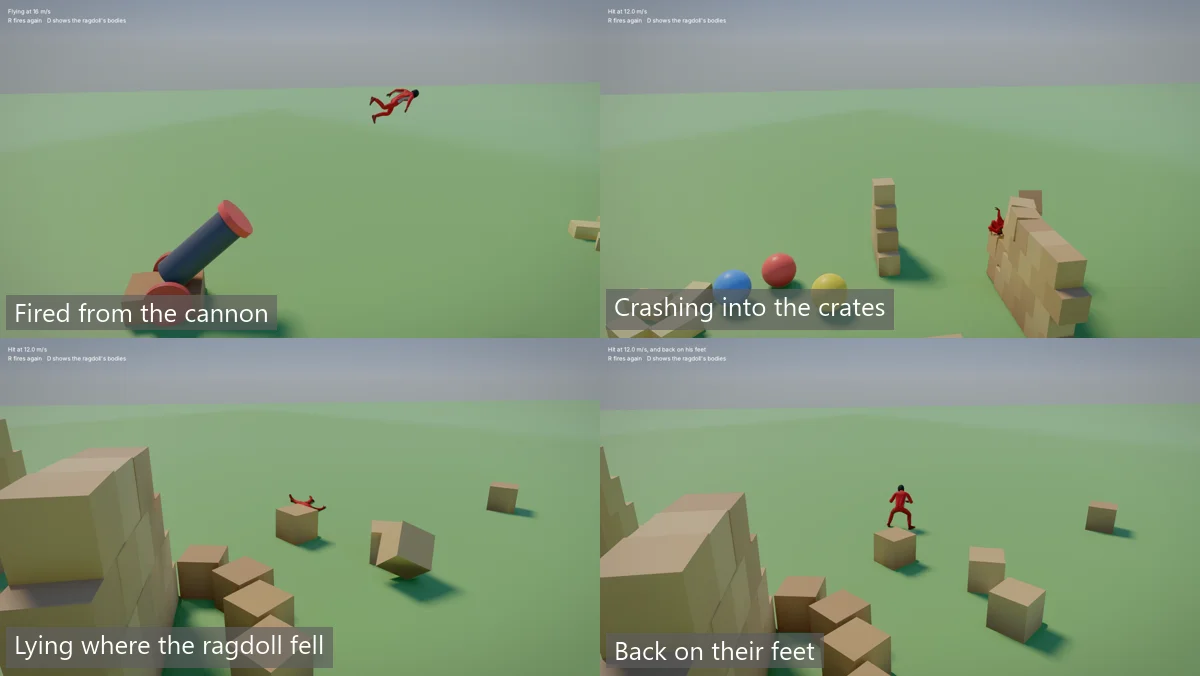 Flying at 16 m/s
R fires again D shows the ragdoll's bodies
Fired from the cannon
Hit at 12.0 m/s
R fires again D shows the ragdoll's bodies
Crashing into the crates
Hit at 12.0 m/s
R fires again D shows the ragdoll's bodies
Lying where the ragdoll fell
Hit at 12.0 m/s, and back on his feet
R fires again D shows the ragdoll's bodies
Back on their feet